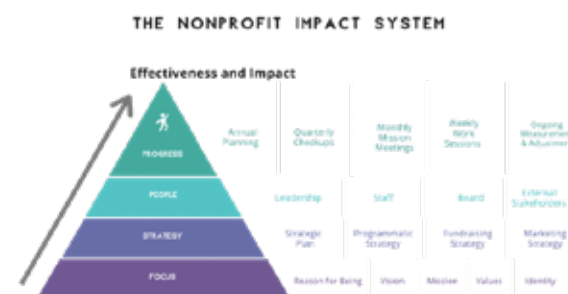 THE NONPROFIT IMPACT SYSTEM
Effectiveness and Impact
Annual
Planning
Quarterly
Checkups
Monthly
Mission
Meetings
Weekly
Work
Sessions
Ongoing
Measurement
& Adjustment
PROGRESS
PEOPLE
Leadership
Staff
Board
External
Stakeholders
STRATEGY
Strategic
Plan
Programmatic
Strategy
Fundraising
Strategy
Marketing
Strategy
FOCUS
Reason for Being
Vision
Mission
Values
Identity